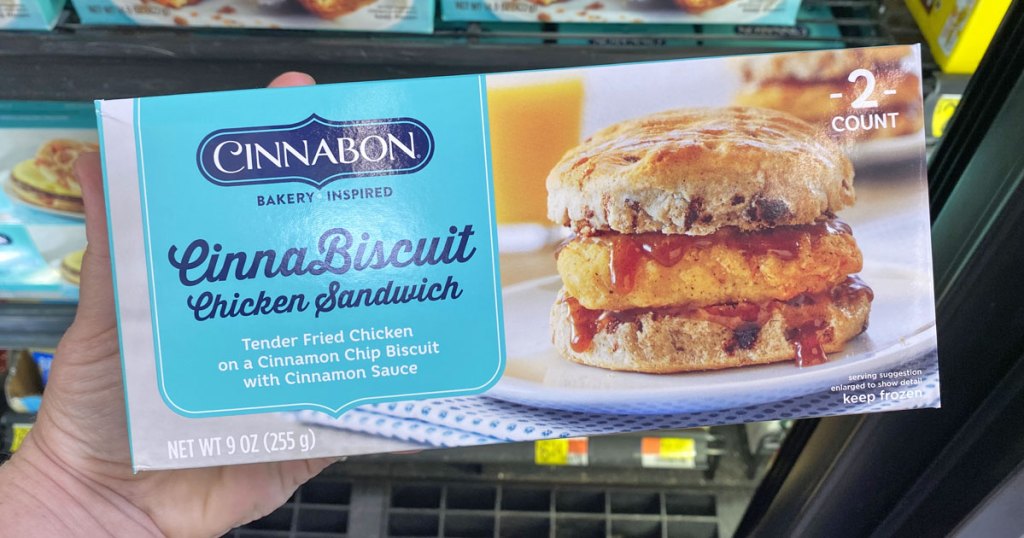 CINNABON®
BAKERY INSPIRED
CinnaBiscuit
Chicken Sandwich
Tender Fried Chicken
on a Cinnamon Chip Biscuit
with Cinnamon Sauce
NET WT 9 OZ (255 g)
-2-
COUNT
serving suggestion
enlarged to show detail
keep frozen